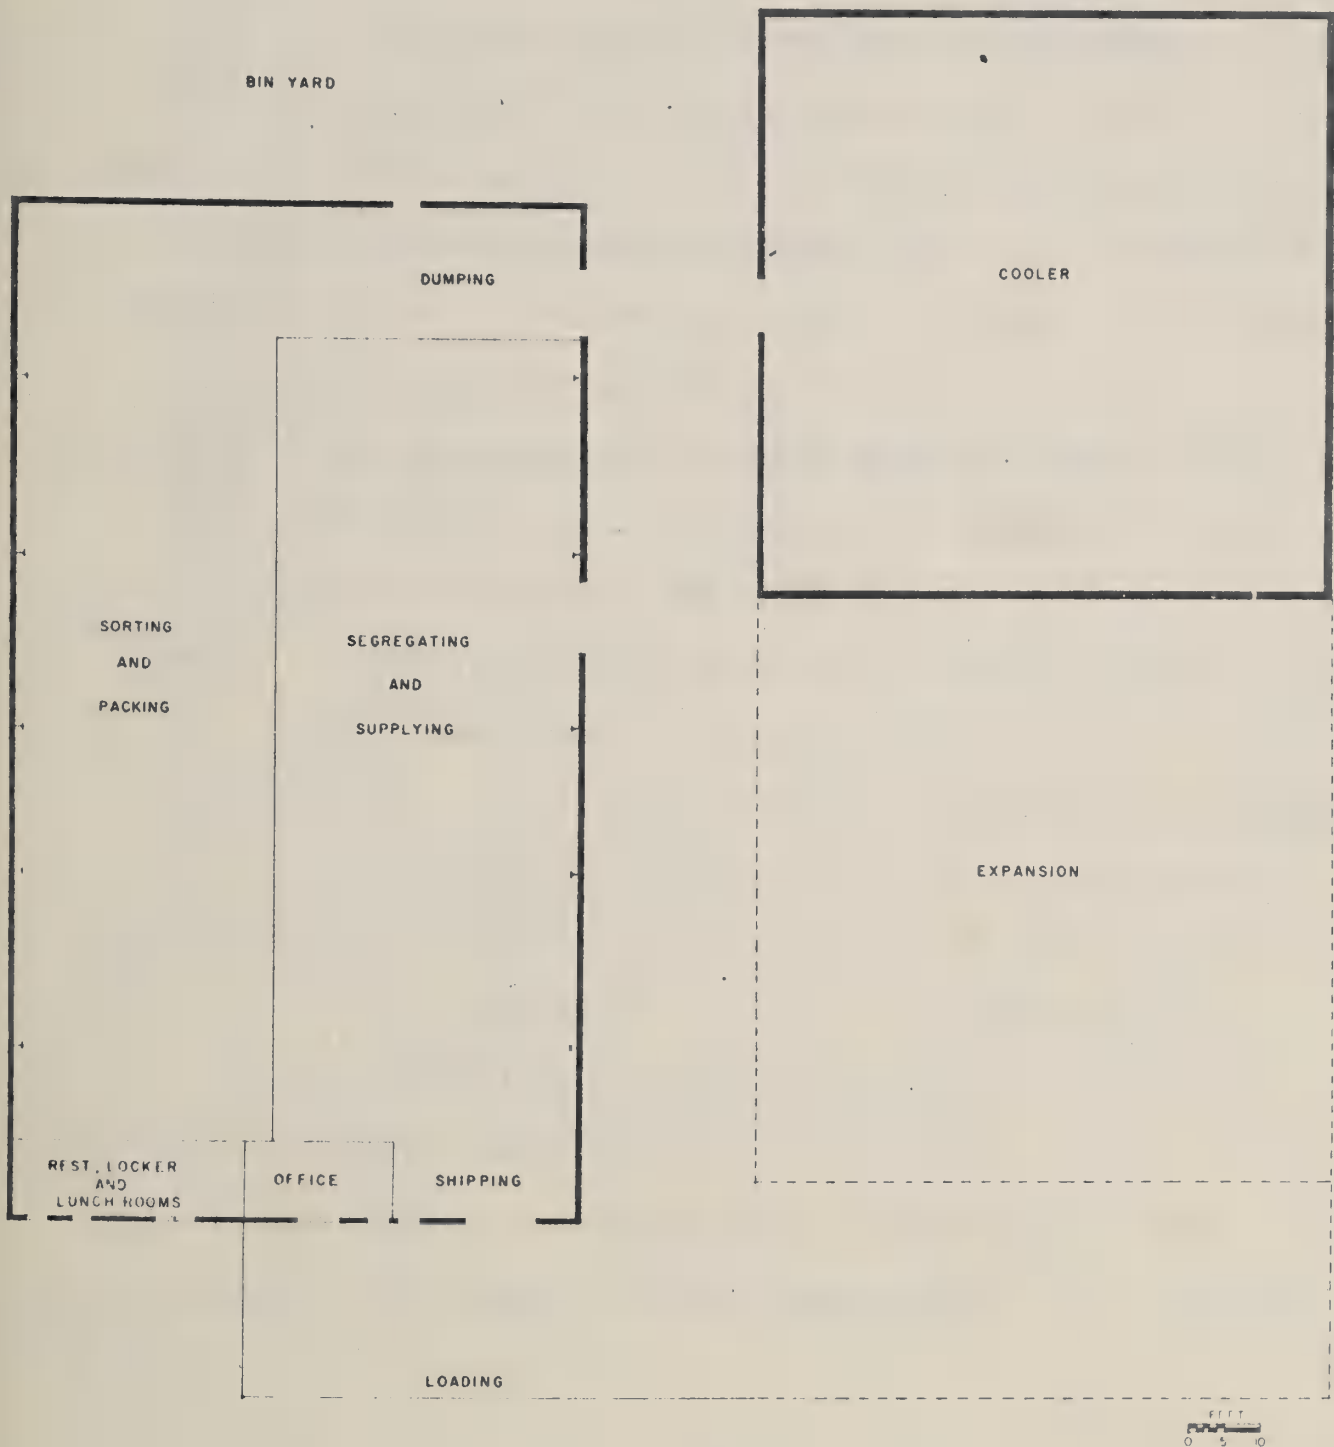 BIN YARD
DUMPING
COOLER
SORTING
AND
PACKING
SEGREGATING
AND
SUPPLYING
EXPANSION
REST, LOCKER
AND
LUNCH ROOMS
OFFICE
SHIPPING
LOADING
FEET
0 5 10